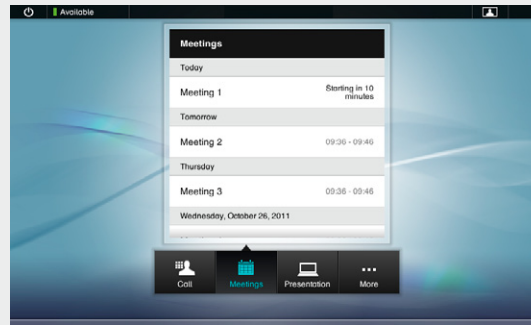 Available
Meetings
Today
Meeting 1
Starting in 10
minutes
Tomorrow
Meeting 2
09:36 - 09:46
Thursday
Meeting 3
09:36 - 09:46
Wednesday, October 26, 2011
Call
Meetings
Presentation
More